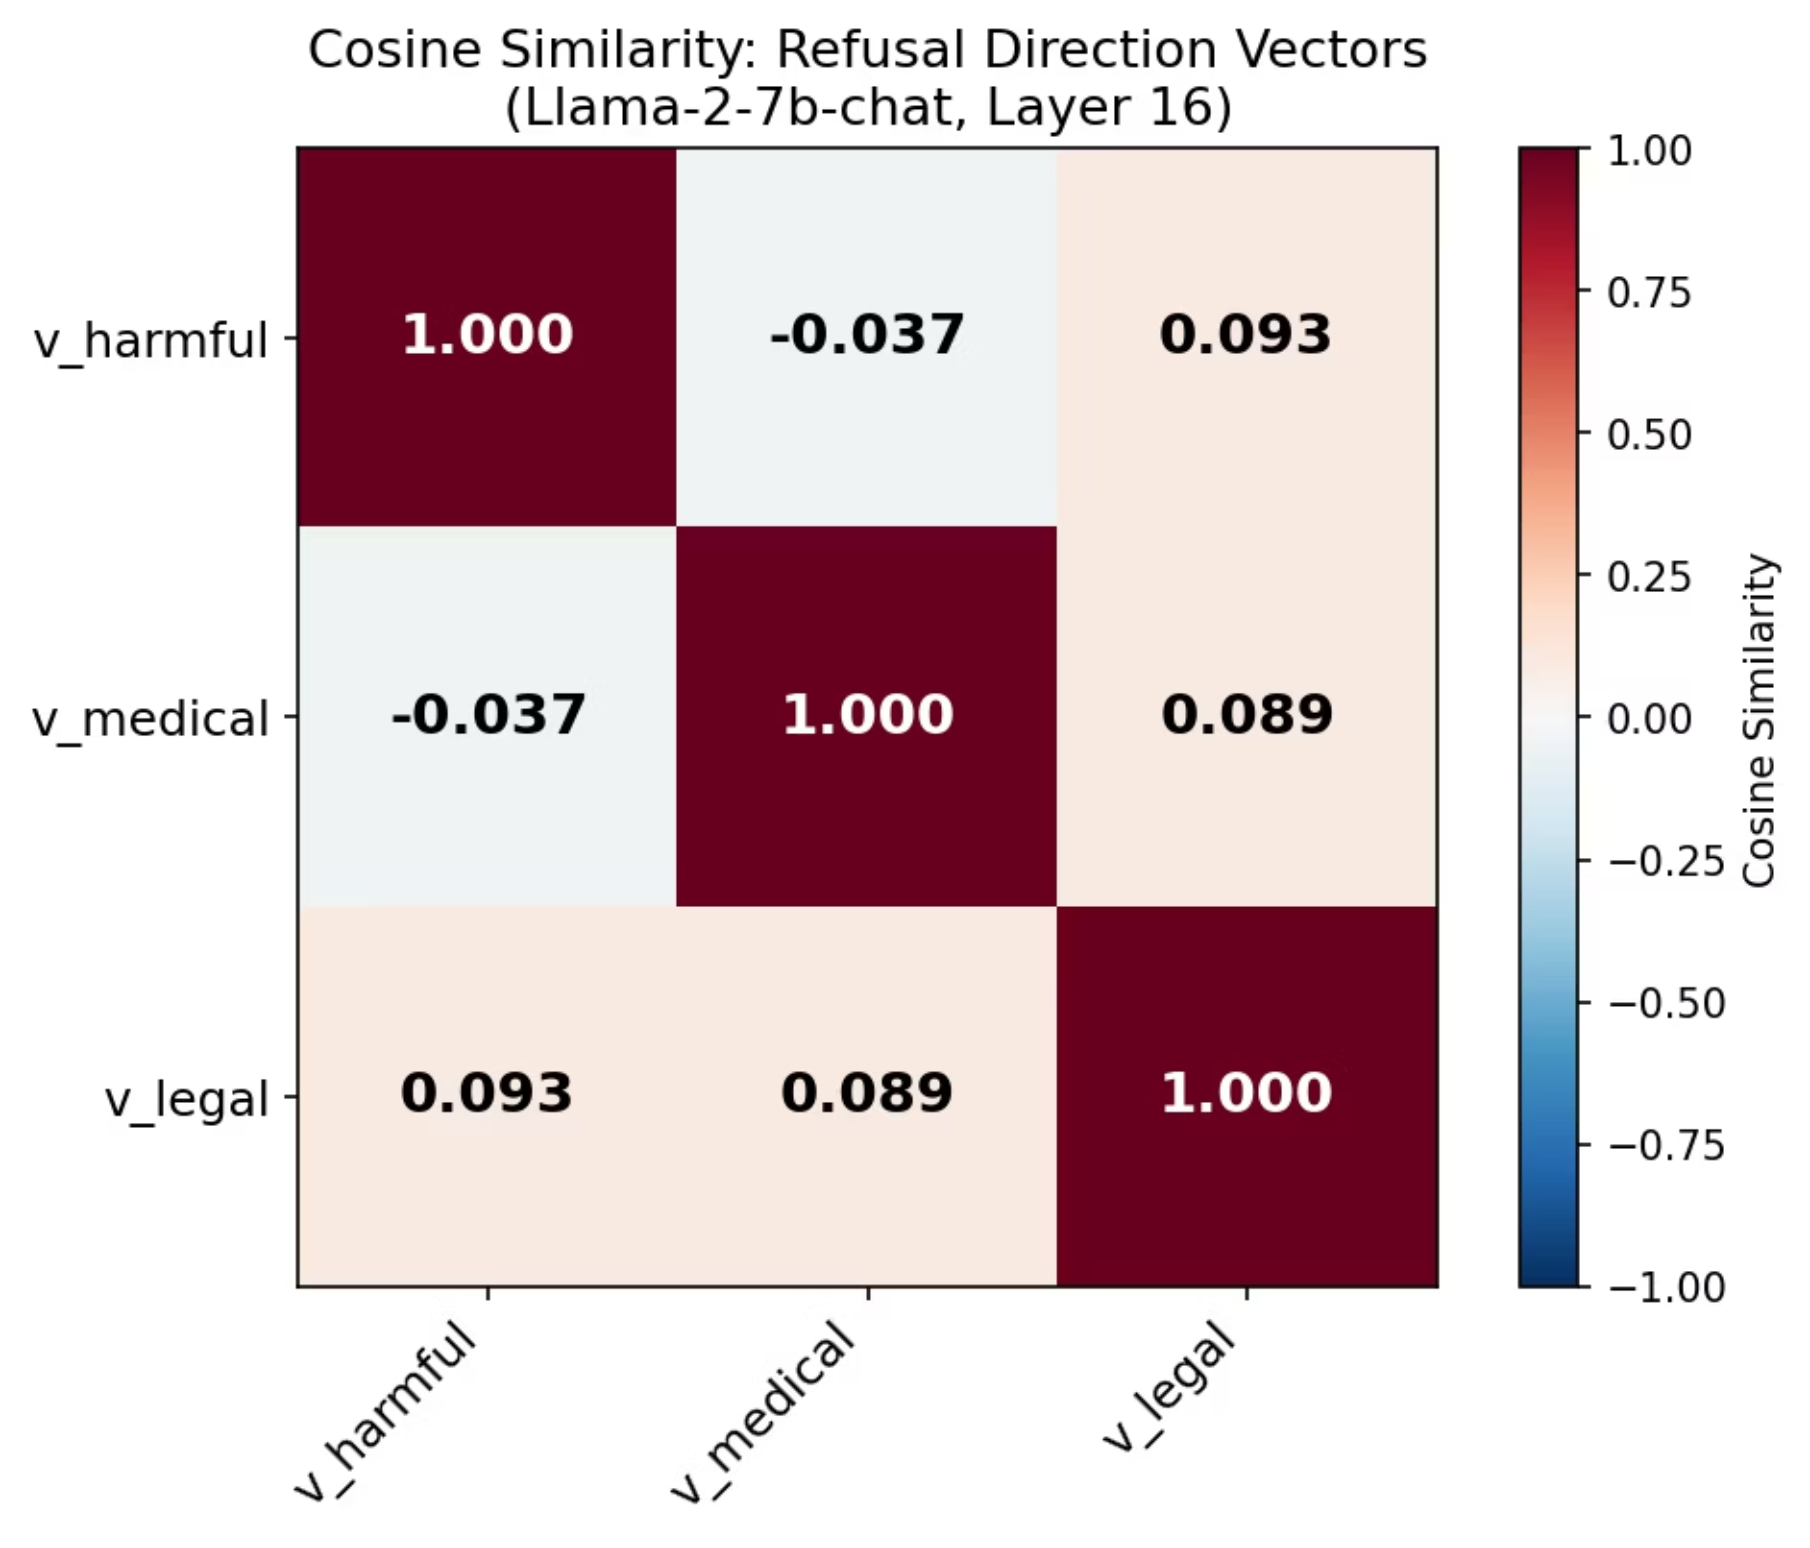 Cosine Similarity: Refusal Direction Vectors
(Llama-2-7b-chat, Layer 16)
v_harmful
1.000
-0.037
0.093
v_medical
-0.037
1.000
0.089
v_legal
0.093
0.089
1.000
v_harmful
v_medical
v_legal
1.00
0.75
0.50
0.25
0.00
−0.25
−0.50
−0.75
−1.00
Cosine Similarity